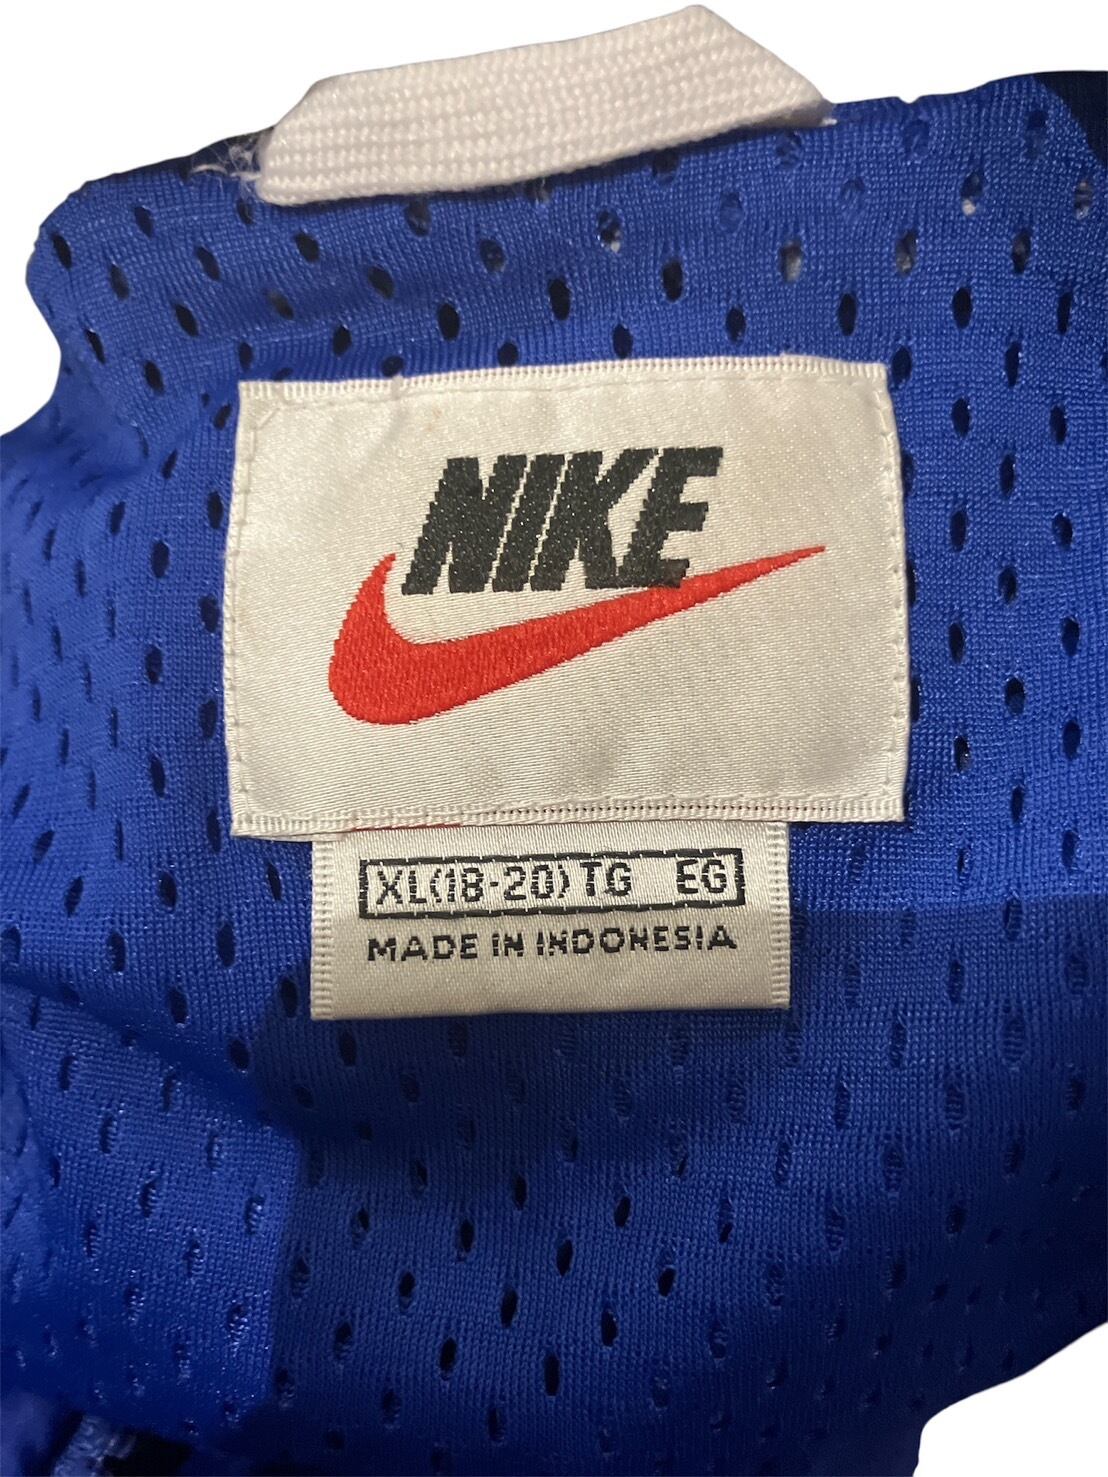 NIKE
XL(18-20) TG EG
MADE IN INDONESIA